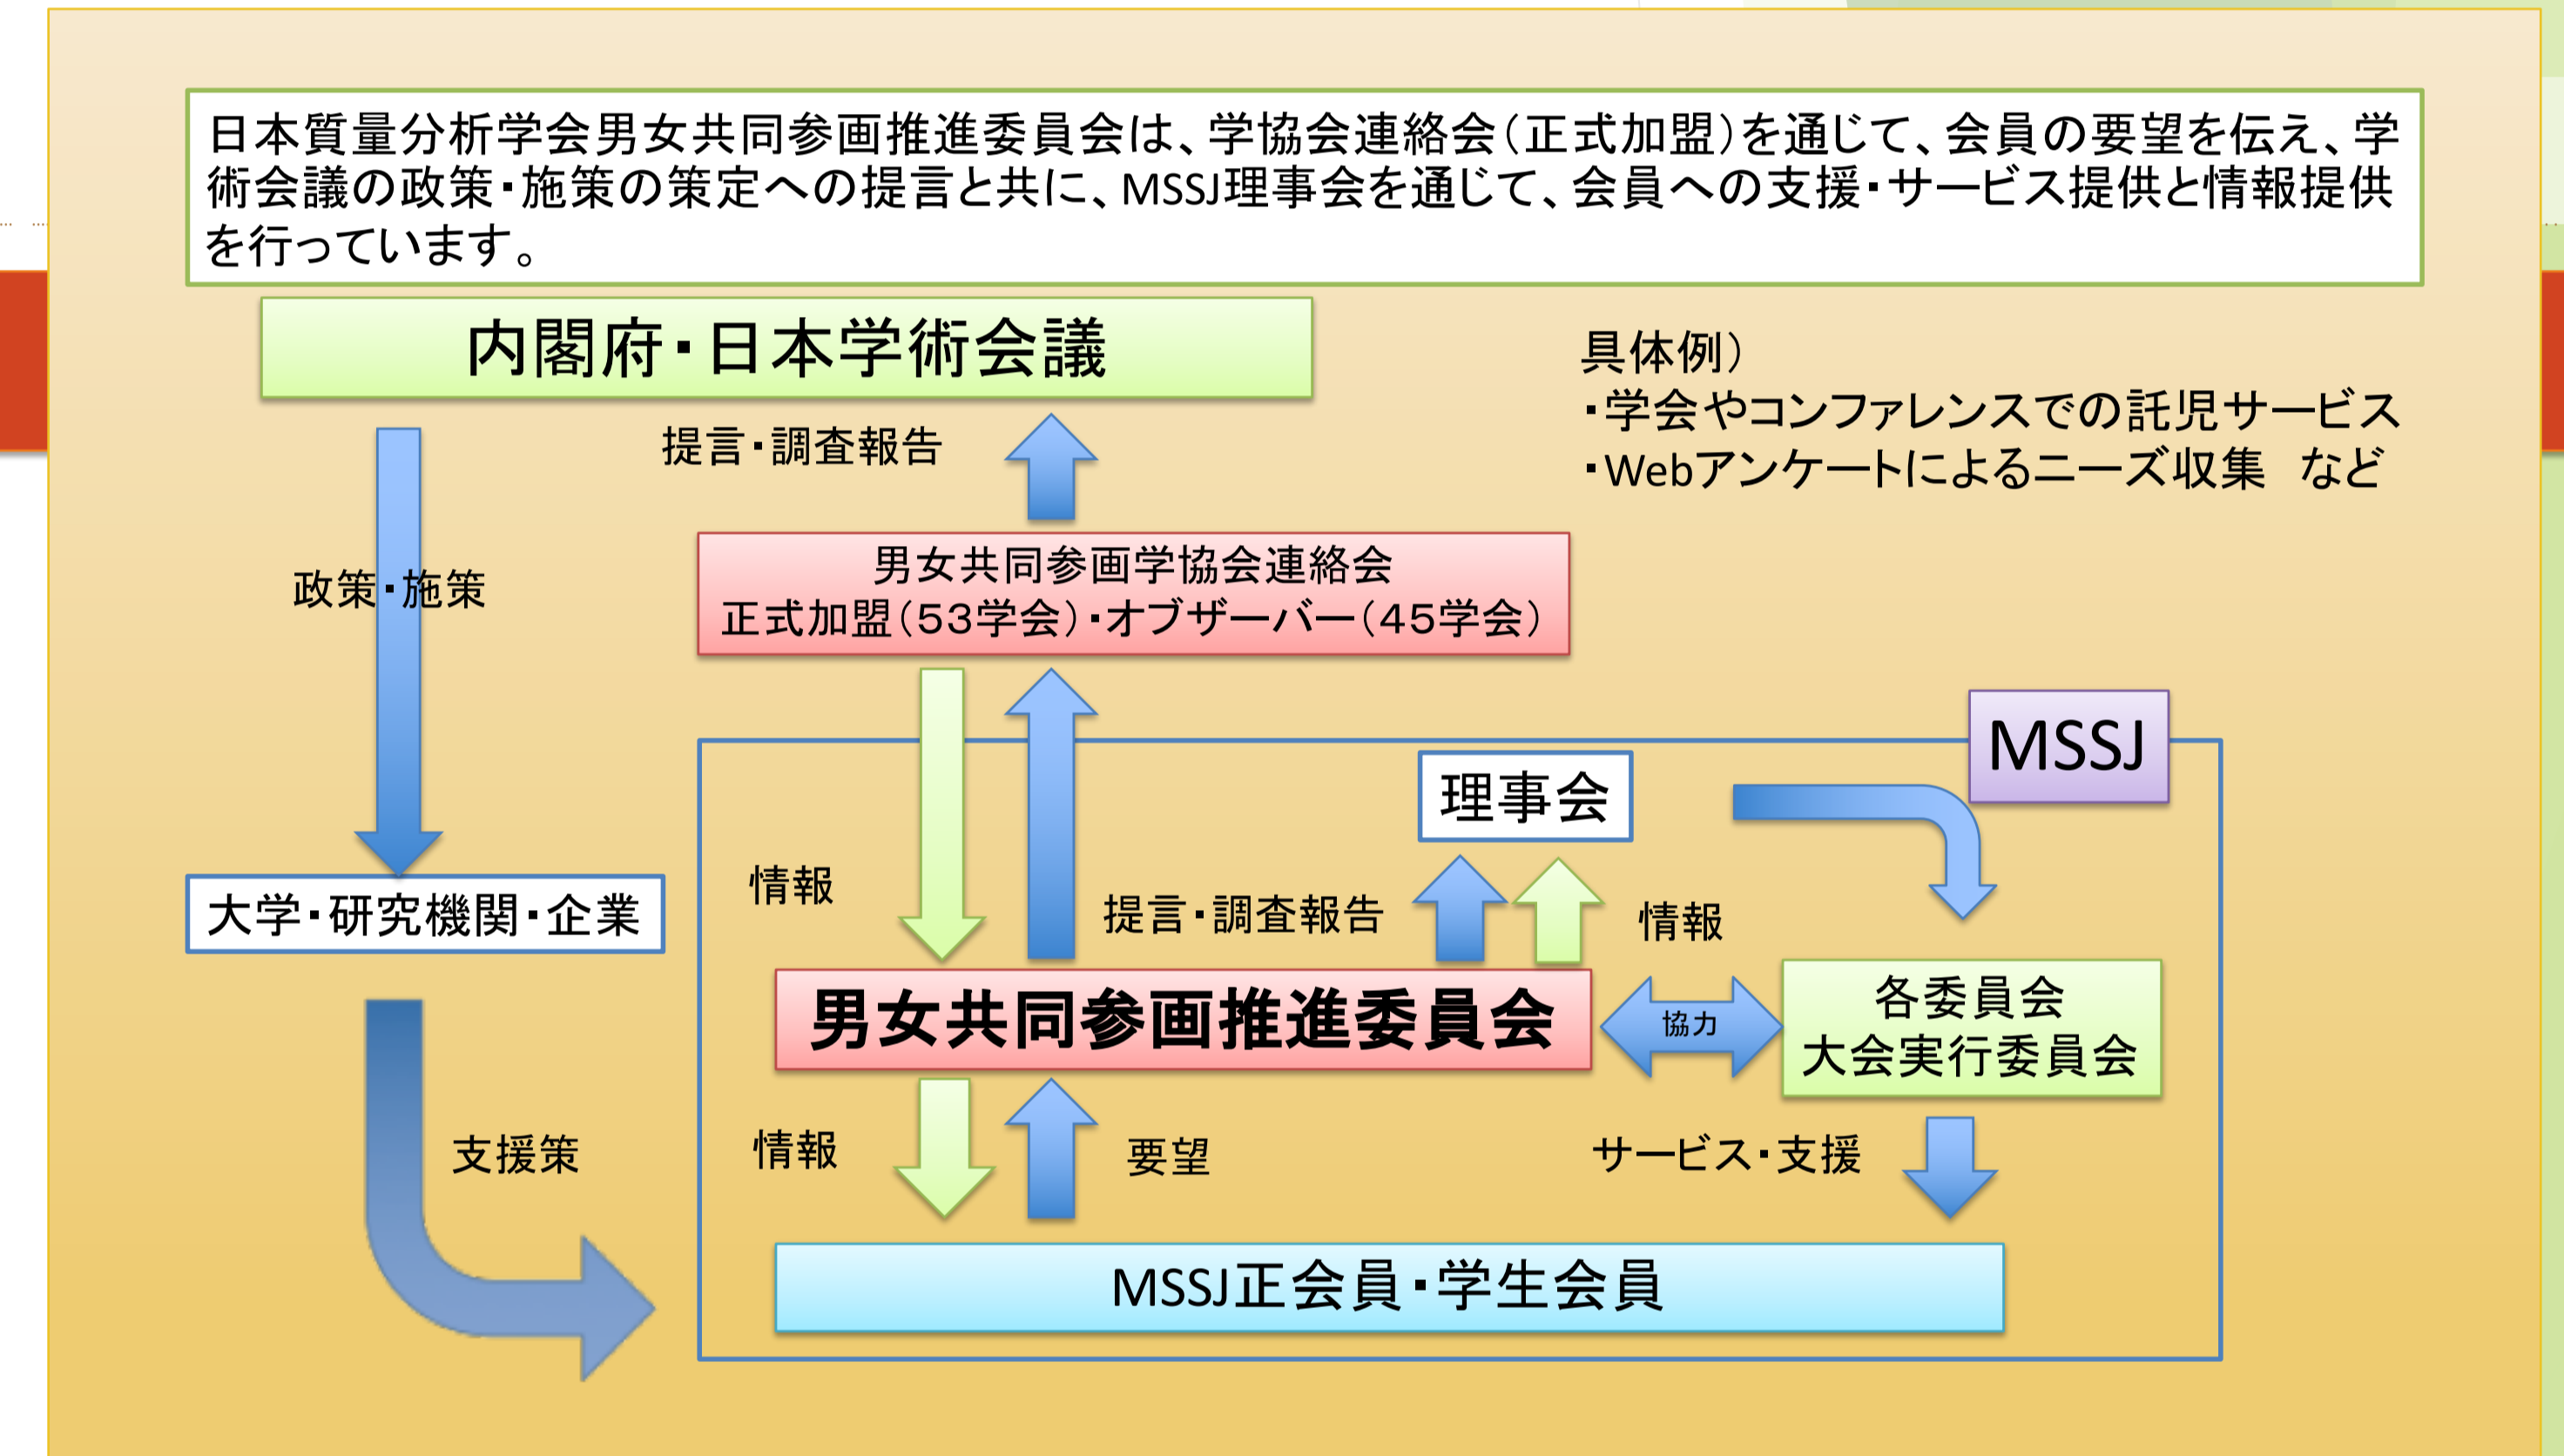 日本質量分析学会男女共同参画推進委員会は、学協会連絡会(正式加盟)を通じて、会員の要望を伝え、学
術会議の政策・施策の策定への提言と共に、MSSJ理事会を通じて、会員への支援・サービス提供と情報提供
を行っています。
内閣府・日本学術会議
具体例)
・学会やコンファレンスでの託児サービス
・Webアンケートによるニーズ収集　など
提言・調査報告
政策・施策
男女共同参画学協会連絡会
正式加盟(53学会)・オブザーバー(45学会)
MSSJ
理事会
情報
大学・研究機関・企業
提言・調査報告
情報
男女共同参画推進委員会
協力
各委員会
大会実行委員会
支援策
情報
要望
サービス・支援
MSSJ正会員・学生会員